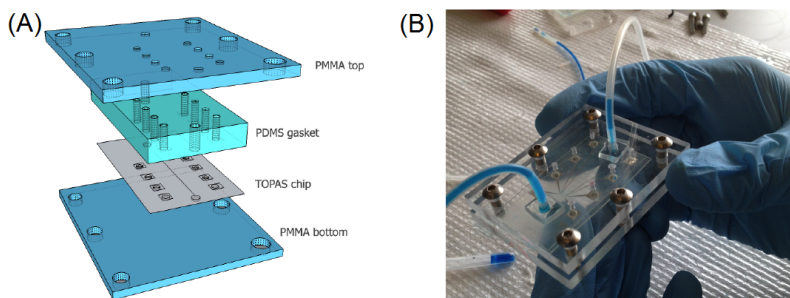 (A)
(B)
PMMA top
PDMS gasket
TOPAS chip
PMMA bottom